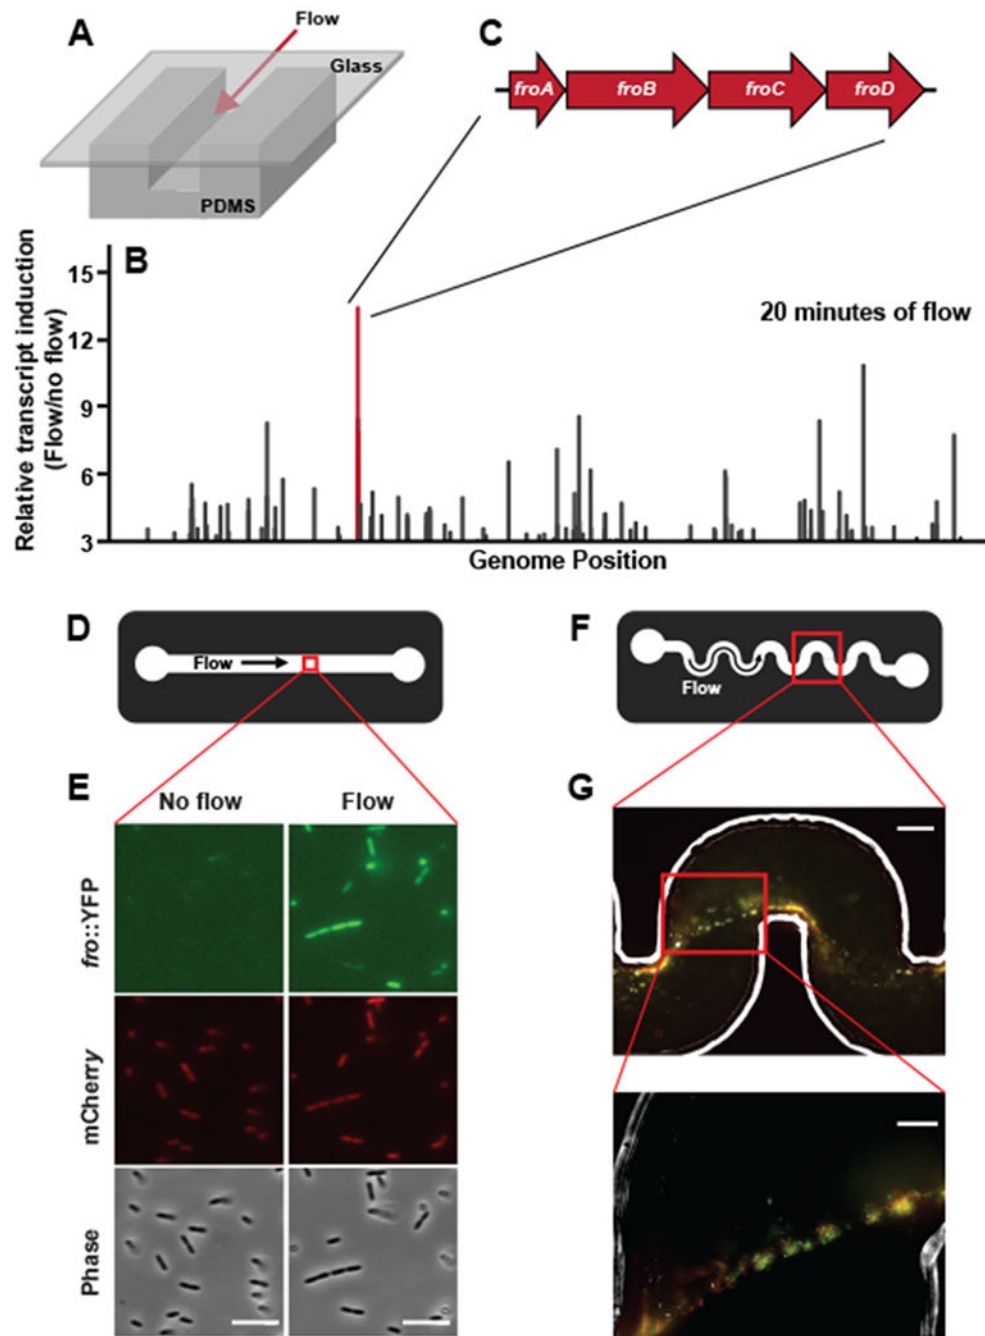 A
Flow
Glass
PDMS
C
froA froB froC froD
B
20 minutes of flow
Relative transcript induction
(Flow/no flow)
15
12
9
6
3
Genome Position
D
Flow
F
Flow
E
No flow Flow
fro::YFP
mCherry
Phase
G